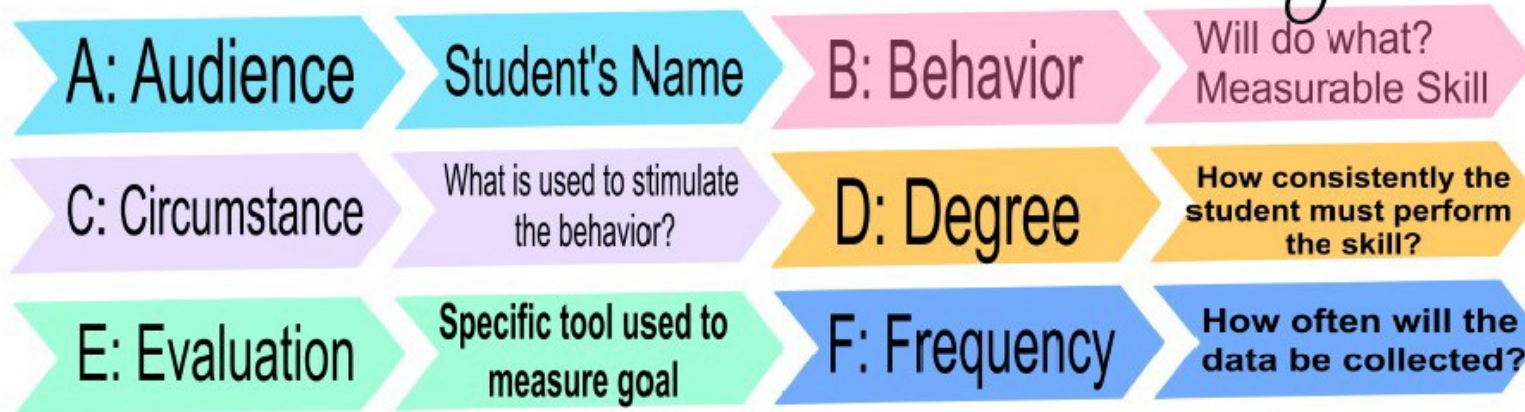 A: Audience
Student's Name
B: Behavior
Will do what?
Measurable Skill
C: Circumstance
What is used to stimulate
the behavior?
D: Degree
How consistently the
student must perform
the skill?
E: Evaluation
Specific tool used to
measure goal
F: Frequency
How often will the
data be collected?